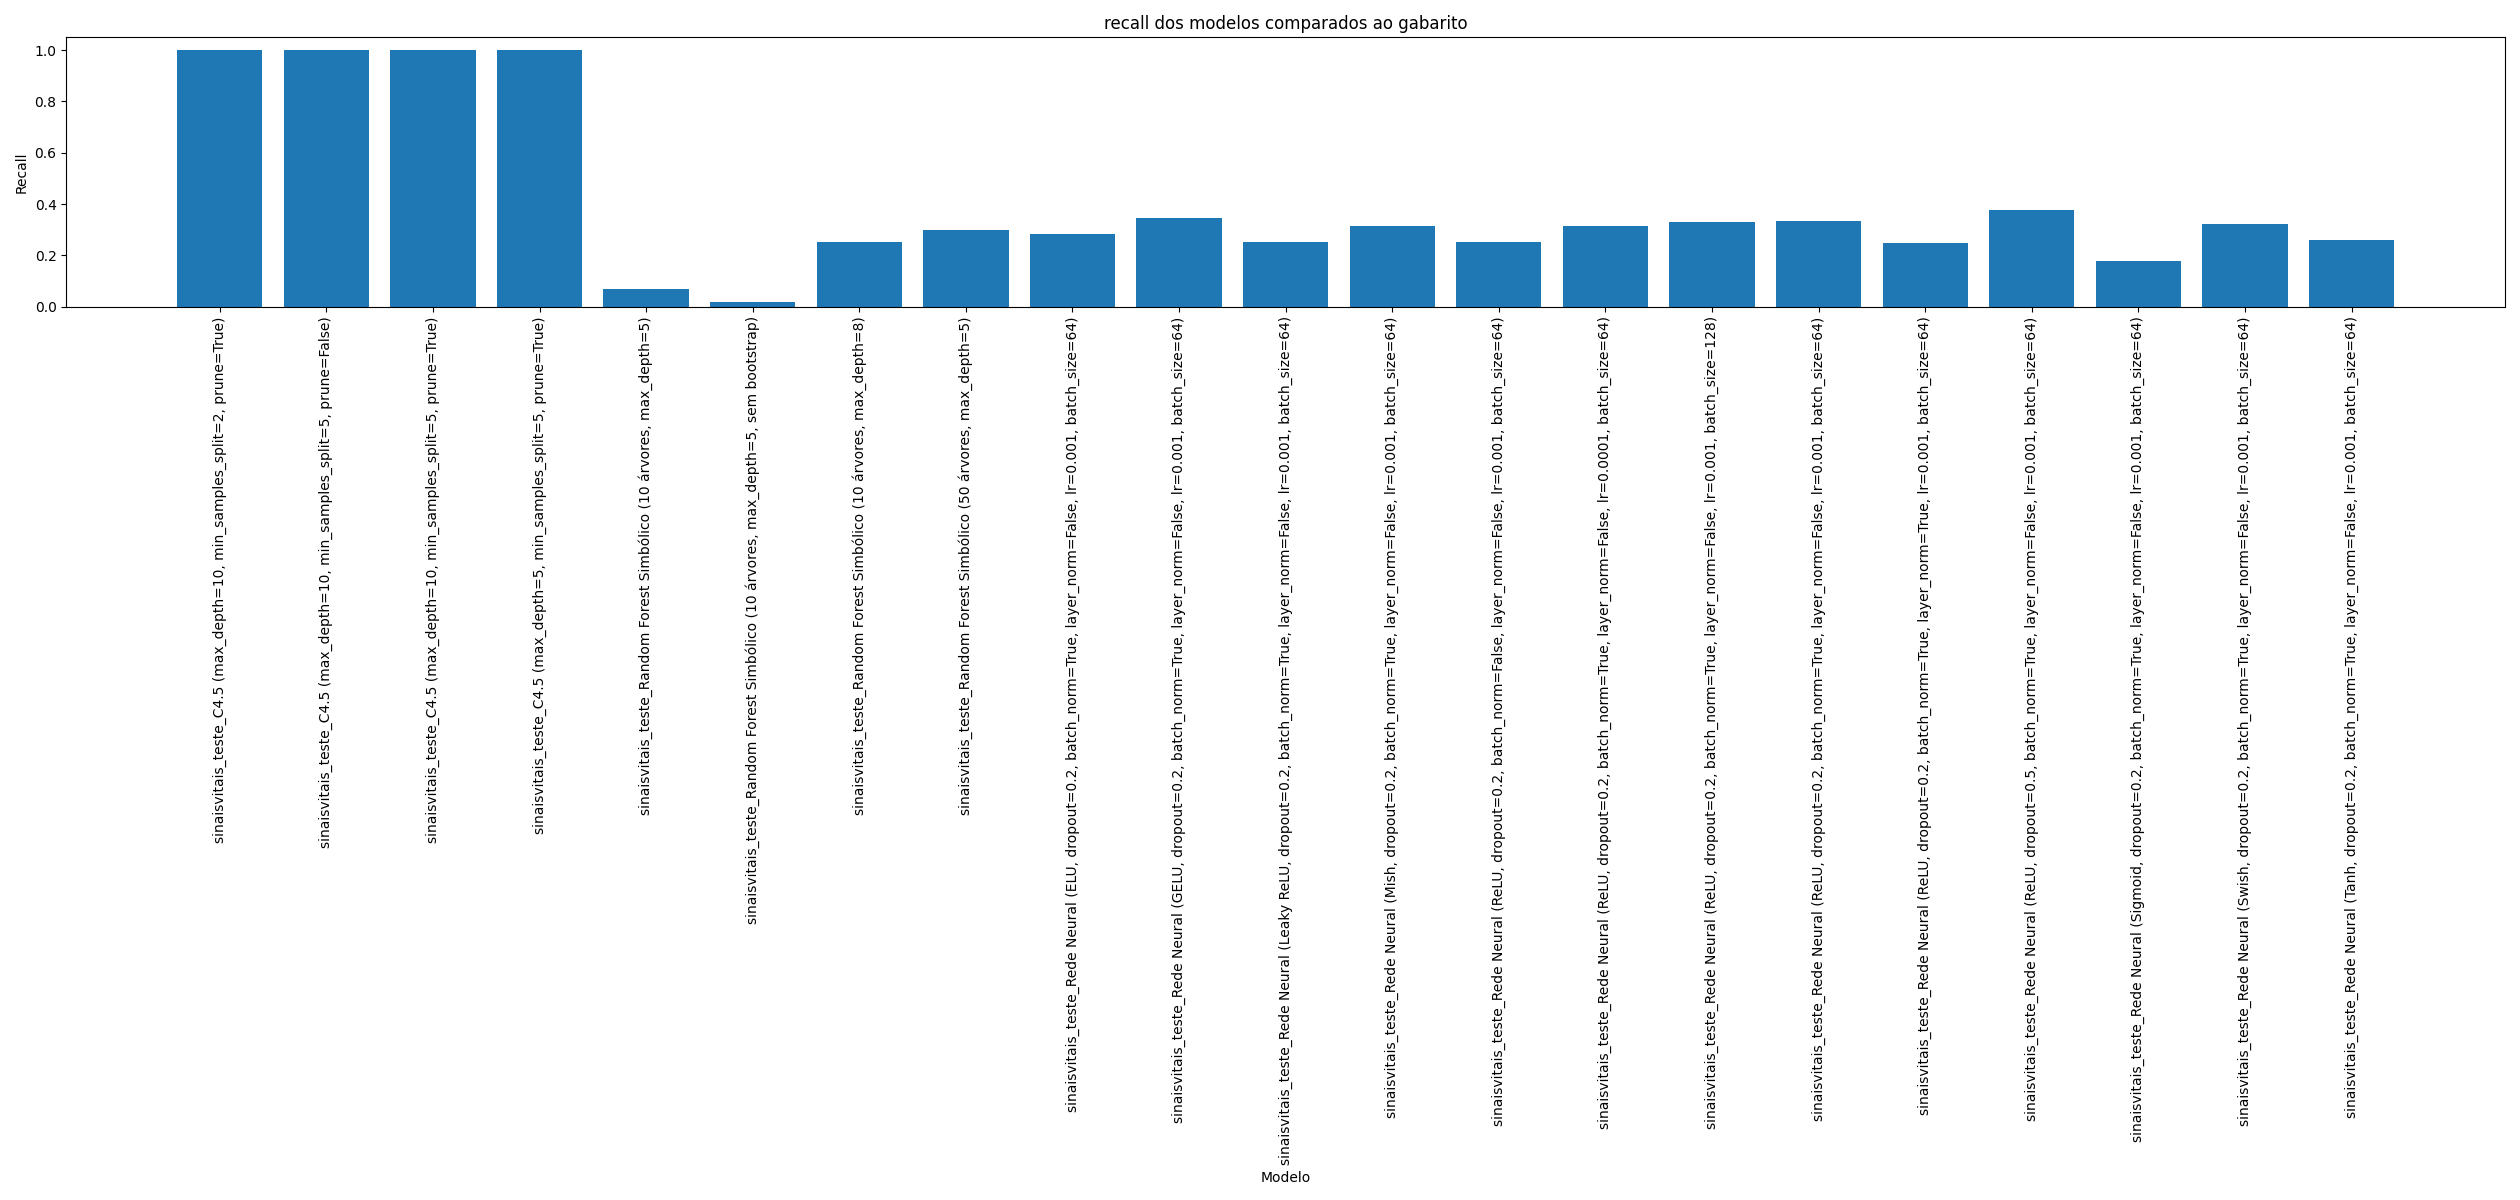 recall dos modelos comparados ao gabarito
Recall
1.0
0.8
0.6
0.4
0.2
0.0
sinaisvitais_teste_C4.5 (max_depth=10, min_samples_split=2, prune=True)
sinaisvitais_teste_C4.5 (max_depth=10, min_samples_split=5, prune=False)
sinaisvitais_teste_C4.5 (max_depth=10, min_samples_split=5, prune=True)
sinaisvitais_teste_C4.5 (max_depth=5, min_samples_split=5, prune=True)
sinaisvitais_teste_Random Forest Simbólico (10 árvores, max_depth=5)
sinaisvitais_teste_Random Forest Simbólico (10 árvores, max_depth=5, sem bootstrap)
sinaisvitais_teste_Random Forest Simbólico (10 árvores, max_depth=8)
sinaisvitais_teste_Random Forest Simbólico (50 árvores, max_depth=5)
sinaisvitais_teste_Rede Neural (ELU, dropout=0.2, batch_norm=True, layer_norm=False, lr=0.001, batch_size=64)
sinaisvitais_teste_Rede Neural (GELU, dropout=0.2, batch_norm=True, layer_norm=False, lr=0.001, batch_size=64)
sinaisvitais_teste_Rede Neural (Leaky ReLU, dropout=0.2, batch_norm=True, layer_norm=False, lr=0.001, batch_size=64)
sinaisvitais_teste_Rede Neural (Mish, dropout=0.2, batch_norm=True, layer_norm=False, lr=0.001, batch_size=64)
sinaisvitais_teste_Rede Neural (ReLU, dropout=0.2, batch_norm=False, layer_norm=False, lr=0.001, batch_size=64)
sinaisvitais_teste_Rede Neural (ReLU, dropout=0.2, batch_norm=True, layer_norm=False, lr=0.0001, batch_size=64)
sinaisvitais_teste_Rede Neural (ReLU, dropout=0.2, batch_norm=True, layer_norm=False, lr=0.001, batch_size=128)
sinaisvitais_teste_Rede Neural (ReLU, dropout=0.2, batch_norm=True, layer_norm=False, lr=0.001, batch_size=64)
sinaisvitais_teste_Rede Neural (ReLU, dropout=0.2, batch_norm=True, layer_norm=True, lr=0.001, batch_size=64)
sinaisvitais_teste_Rede Neural (ReLU, dropout=0.5, batch_norm=True, layer_norm=False, lr=0.001, batch_size=64)
sinaisvitais_teste_Rede Neural (Sigmoid, dropout=0.2, batch_norm=True, layer_norm=False, lr=0.001, batch_size=64)
sinaisvitais_teste_Rede Neural (Swish, dropout=0.2, batch_norm=True, layer_norm=False, lr=0.001, batch_size=64)
sinaisvitais_teste_Rede Neural (Tanh, dropout=0.2, batch_norm=True, layer_norm=False, lr=0.001, batch_size=64)
Modelo